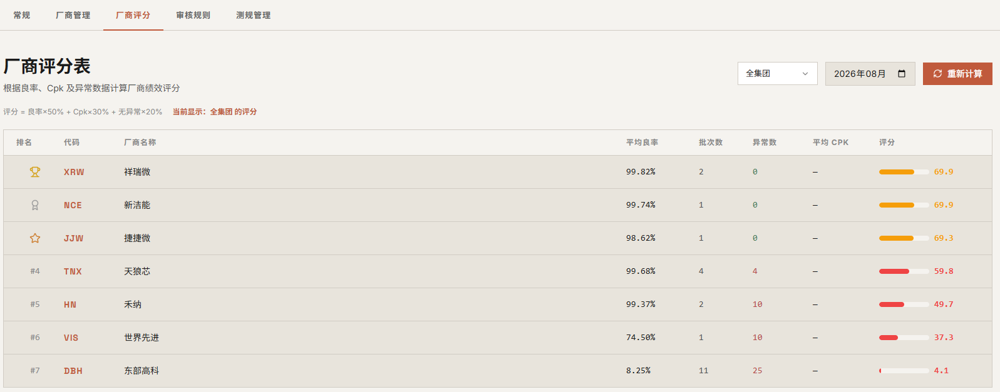 常规 厂商管理 厂商评分 审核规则 测规管理
厂商评分表
全集团 2026年08月 重新计算
根据良率、Cpk 及异常数据计算厂商绩效评分
评分 = 良率×50% + Cpk×30% + 无异常×20% 当前显示：全集团 的评分
排名 代码 厂商名称 平均良率 批次数 异常数 平均 CPK 评分
XRW 祥瑞微 99.82% 2 0 — 69.9
NCE 新洁能 99.74% 1 0 — 69.9
JJW 捷捷微 98.62% 1 0 — 69.3
#4 TNX 天狼芯 99.68% 4 4 — 59.8
#5 HN 禾纳 99.37% 2 10 — 49.7
#6 VIS 世界先进 74.50% 1 10 — 37.3
#7 DBH 东部高科 8.25% 11 25 — 4.1